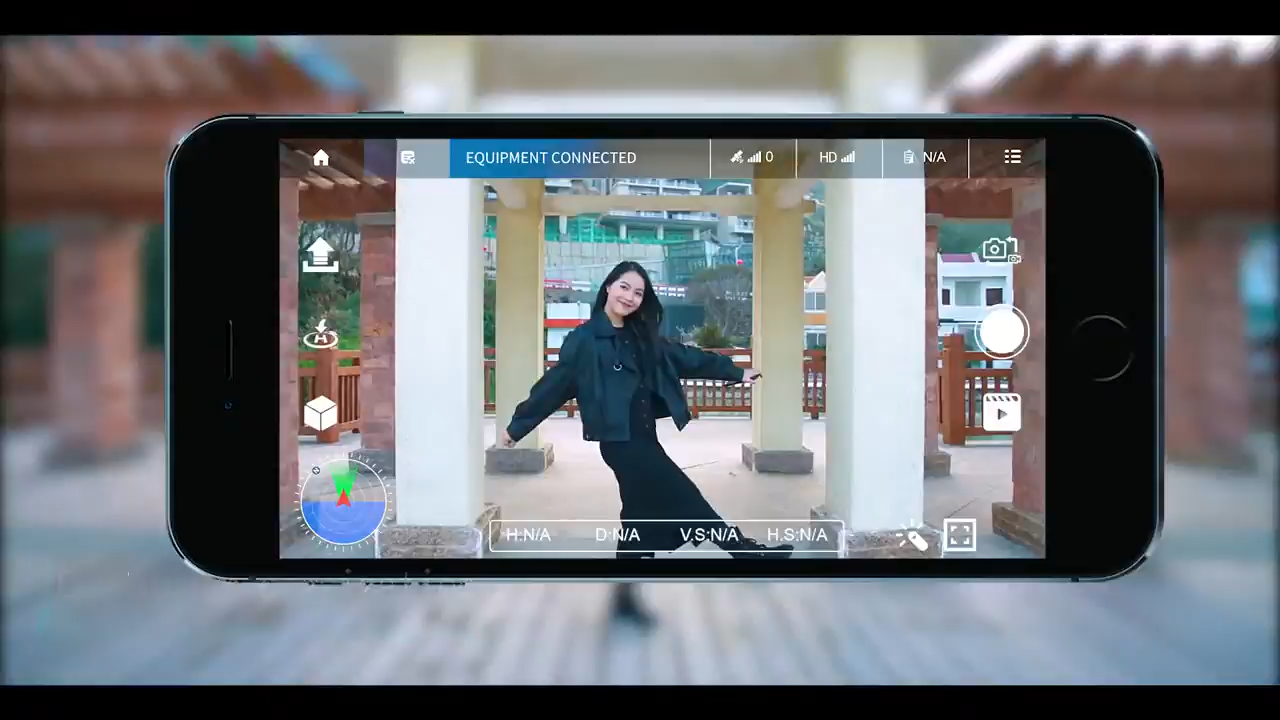 EQUIPMENT CONNECTED
0
HD
N/A
H
H:N/A D:N/A V.S:N/A H.S:N/A